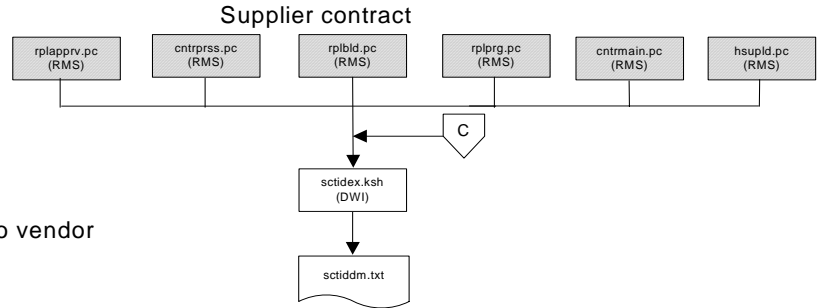 Supplier contract
rplapprv.pc
(RMS)
cntrprss.pc
(RMS)
rplbld.pc
(RMS)
rplprg.pc
(RMS)
cntrmain.pc
(RMS)
hsupld.pc
(RMS)
C
sctidex.ksh
(DWI)
o vendor
sctiddm.txt